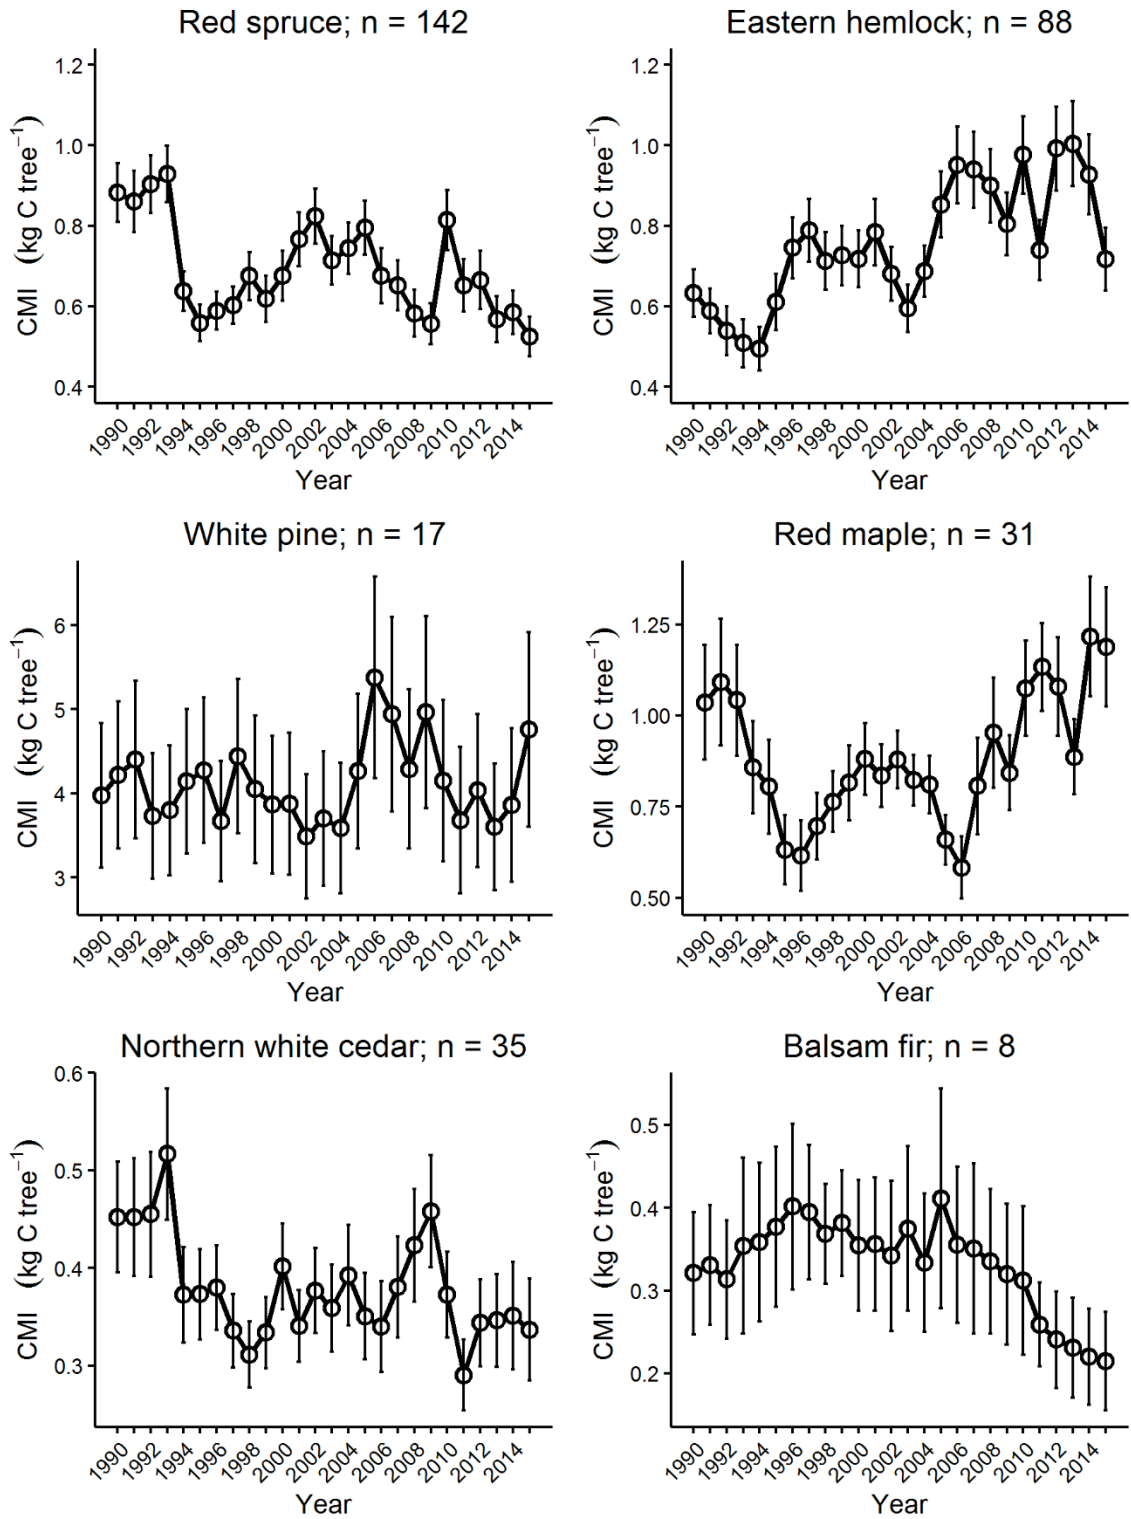 Red spruce; n = 142
CMI (kg C tree⁻¹)
1.2
1.0
0.8
0.6
0.4
1990 1992 1994 1996 1998 2000 2002 2004 2006 2008 2010 2012 2014
Year
Eastern hemlock; n = 88
CMI (kg C tree⁻¹)
1.2
1.0
0.8
0.6
0.4
1990 1992 1994 1996 1998 2000 2002 2004 2006 2008 2010 2012 2014
Year
White pine; n = 17
CMI (kg C tree⁻¹)
6
5
4
3
1990 1992 1994 1996 1998 2000 2002 2004 2006 2008 2010 2012 2014
Year
Red maple; n = 31
CMI (kg C tree⁻¹)
1.25
1.00
0.75
0.50
1990 1992 1994 1996 1998 2000 2002 2004 2006 2008 2010 2012 2014
Year
Northern white cedar; n = 35
CMI (kg C tree⁻¹)
0.6
0.5
0.4
0.3
1990 1992 1994 1996 1998 2000 2002 2004 2006 2008 2010 2012 2014
Year
Balsam fir; n = 8
CMI (kg C tree⁻¹)
0.5
0.4
0.3
0.2
1990 1992 1994 1996 1998 2000 2002 2004 2006 2008 2010 2012 2014
Year